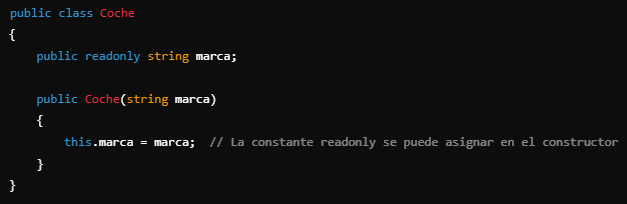 public class Coche
{
    public readonly string marca;

    public Coche(string marca)
    {
        this.marca = marca;  // La constante readonly se puede asignar en el constructor
    }
}